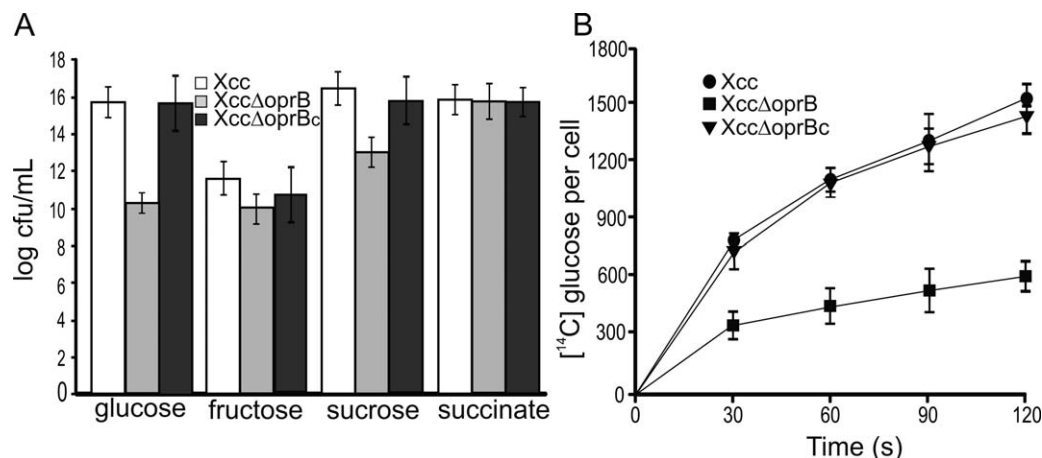 A
18
16
14
12
10
8
6
4
2
0
log cfu/mL
Xcc
XccΔoprB
XccΔoprBc
glucose fructose sucrose succinate
B
1800
1500
1200
900
600
300
0
[¹⁴C] glucose per cell
Xcc
XccΔoprB
XccΔoprBc
0 30 60 90 120
Time (s)